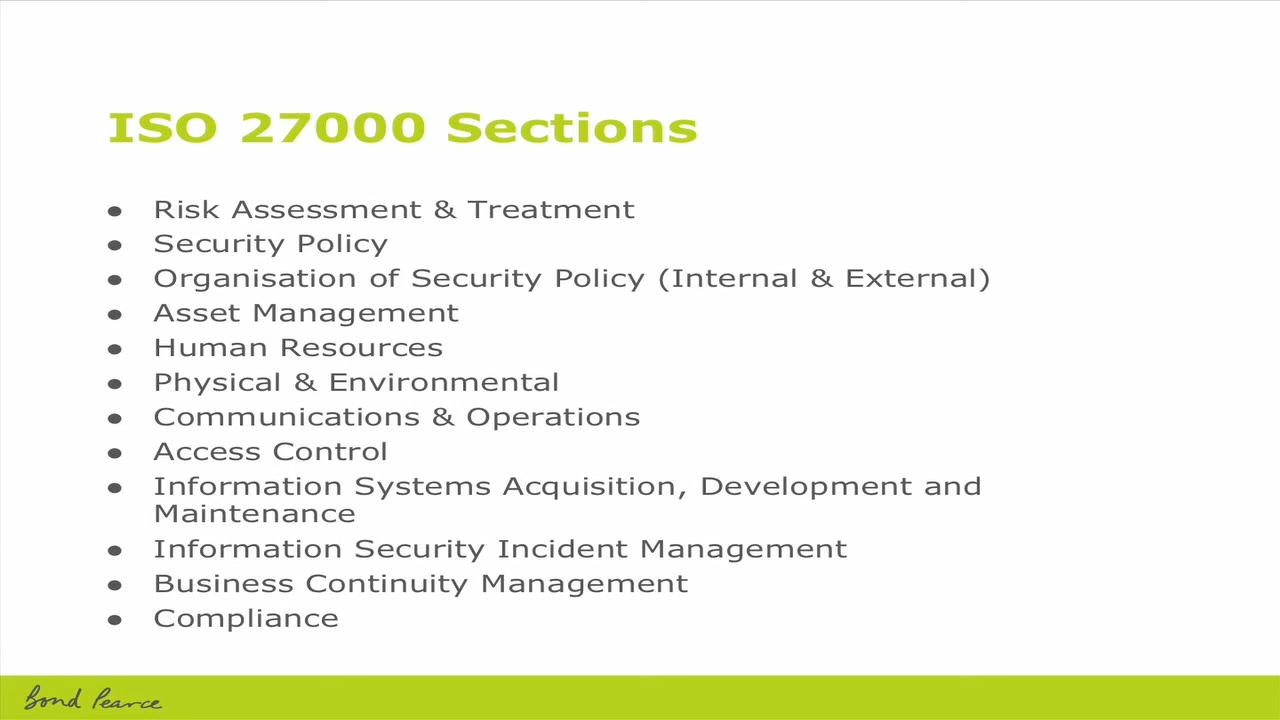 ISO 27000 Sections
● Risk Assessment & Treatment
● Security Policy
● Organisation of Security Policy (Internal & External)
● Asset Management
● Human Resources
● Physical & Environmental
● Communications & Operations
● Access Control
● Information Systems Acquisition, Development and
Maintenance
● Information Security Incident Management
● Business Continuity Management
● Compliance
Bond Pearce